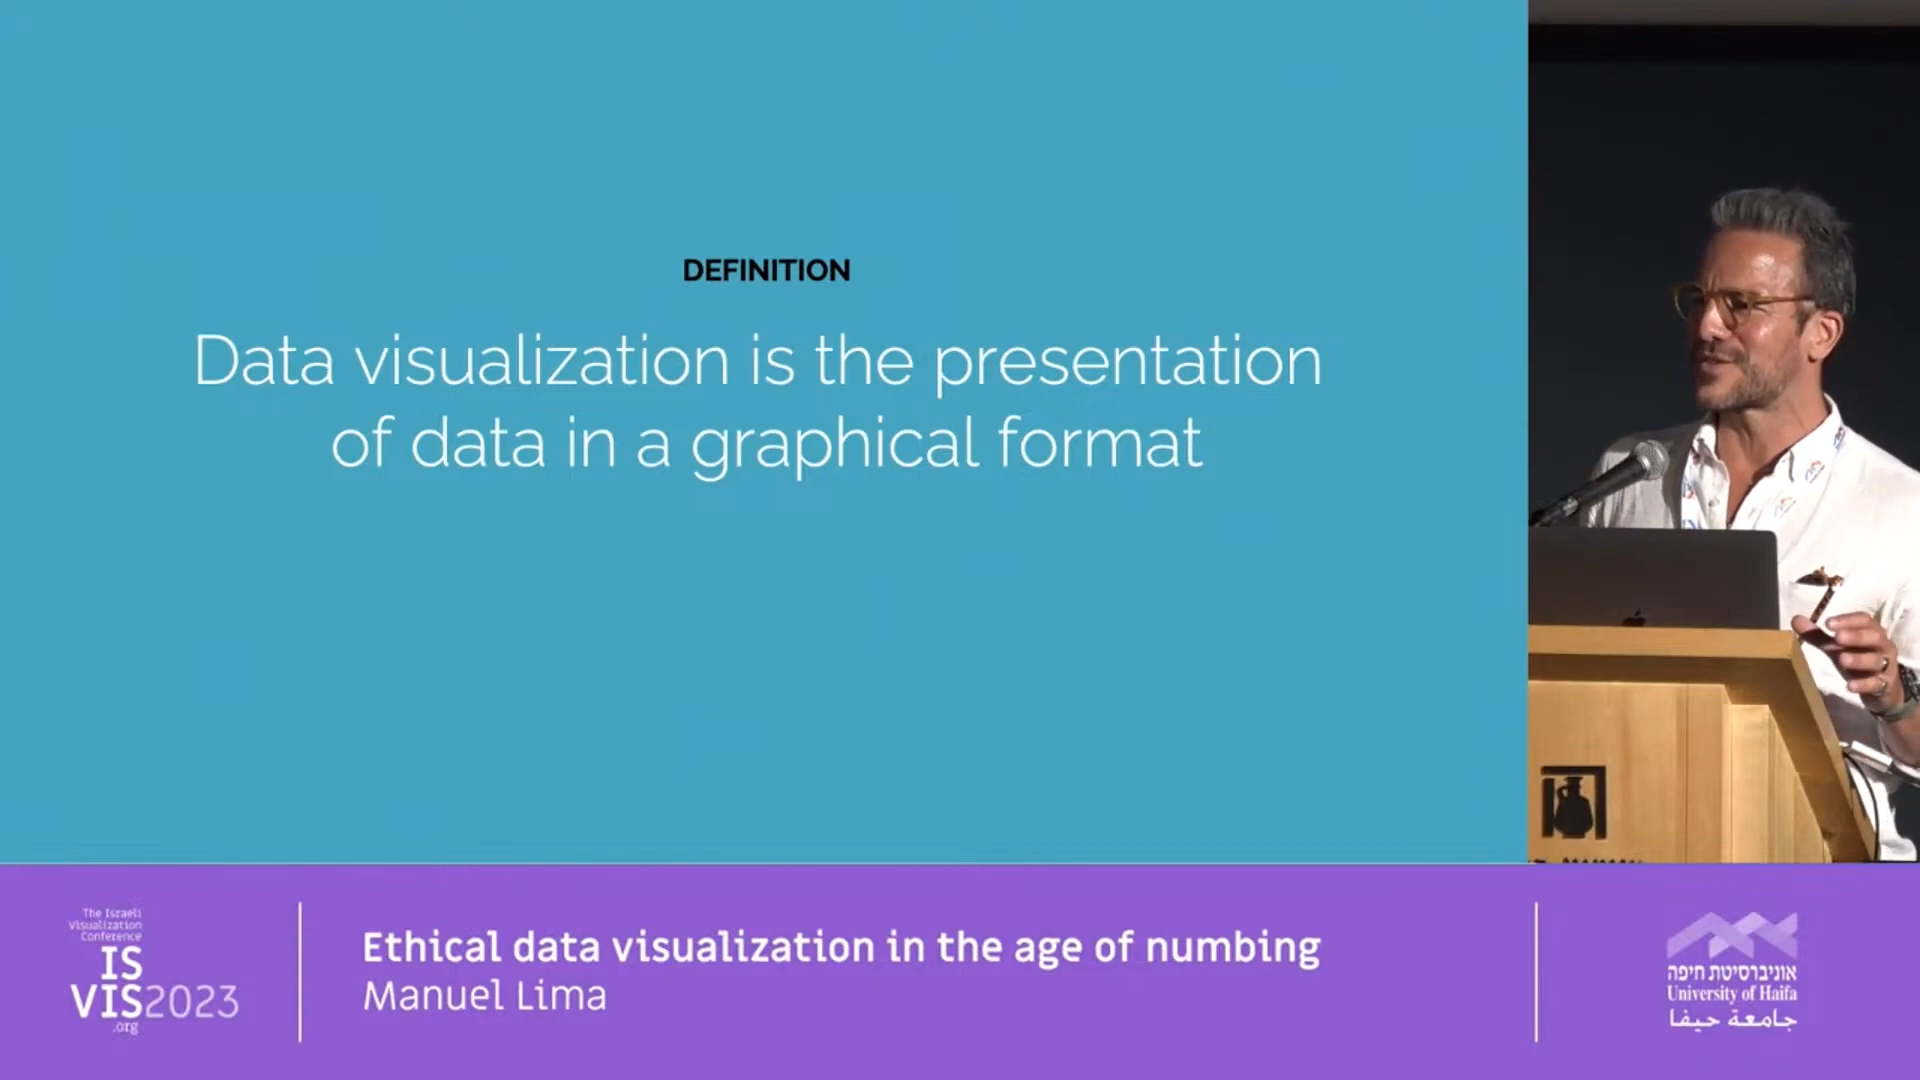 DEFINITION
Data visualization is the presentation
of data in a graphical format
The Israeli
Visualization
Conference
IS
VIS2023
.org
Ethical data visualization in the age of numbing
Manuel Lima
אוניברסיטת חיפה
University of Haifa
جامعة حيفا